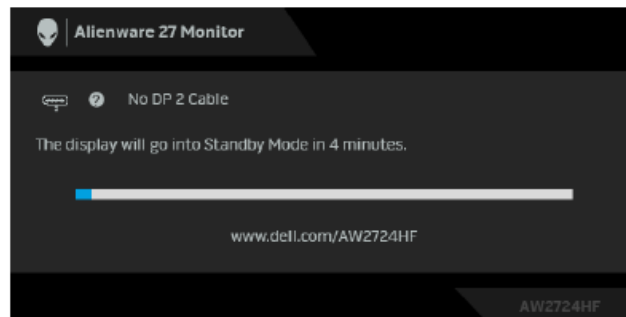 Alienware 27 Monitor
? No DP 2 Cable
The display will go into Standby Mode in 4 minutes.
www.dell.com/AW2724HF
AW2724HF